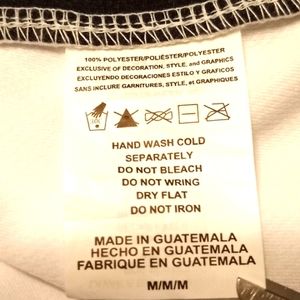 100% POLYESTER/POLIÉSTER/POLYESTER
EXCLUSIVE OF DECORATION, STYLE, and GRAPHICS
EXCLUYENDO DECORACIONES ESTILO Y GRAFICOS
SANS INCLUIRE GARNITURES, STYLE, et GRAPHIQUES
HAND WASH COLD
SEPARATELY
DO NOT BLEACH
DO NOT WRING
DRY FLAT
DO NOT IRON
MADE IN GUATEMALA
HECHO EN GUATEMALA
FABRIQUE EN GUATEMALA
M/M/M